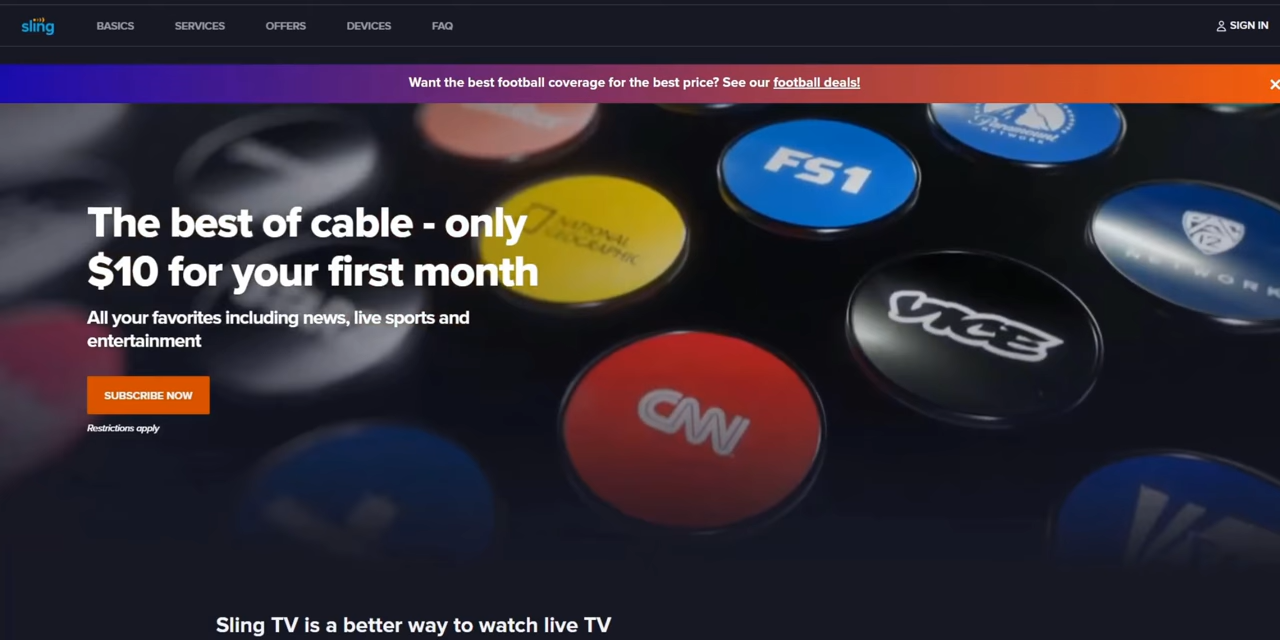 sling
BASICS
SERVICES
OFFERS
DEVICES
FAQ
SIGN IN
Want the best football coverage for the best price? See our football deals!
Paramount
NETWORK
FS1
The best of cable - only
$10 for your first month
NATIONAL
GEOGRAPHIC
NETWORK
VICE
All your favorites including news, live sports and
entertainment
CNN
SUBSCRIBE NOW
Restrictions apply
Sling TV is a better way to watch live TV